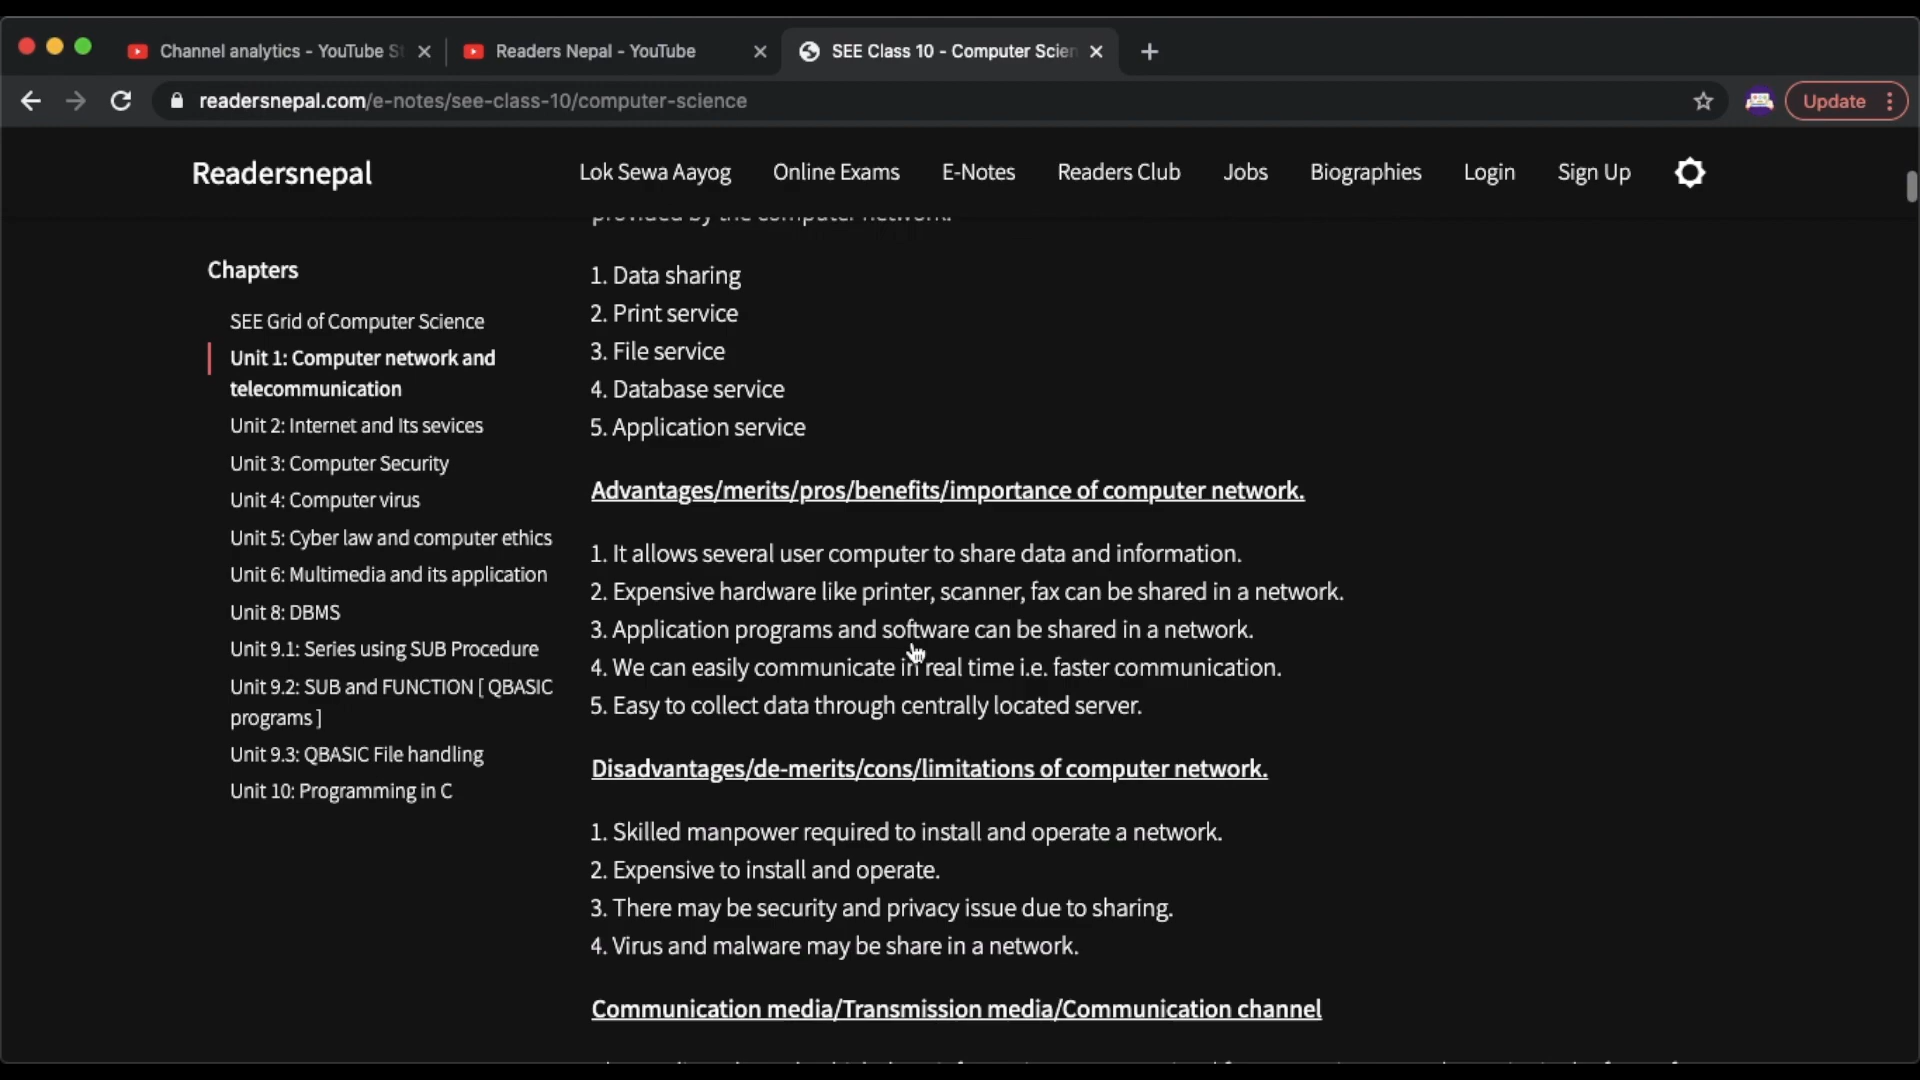 Channel analytics - YouTube S
Readers Nepal - YouTube
SEE Class 10 - Computer Scien
readersnepal.com/e-notes/see-class-10/computer-science
Update
Readersnepal
Lok Sewa Aayog
Online Exams
E-Notes
Readers Club
Jobs
Biographies
Login
Sign Up
provided by the computer network.
Chapters
SEE Grid of Computer Science
Unit 1: Computer network and
telecommunication
Unit 2: Internet and Its sevices
Unit 3: Computer Security
Unit 4: Computer virus
Unit 5: Cyber law and computer ethics
Unit 6: Multimedia and its application
Unit 8: DBMS
Unit 9.1: Series using SUB Procedure
Unit 9.2: SUB and FUNCTION [ QBASIC
programs ]
Unit 9.3: QBASIC File handling
Unit 10: Programming in C
1. Data sharing
2. Print service
3. File service
4. Database service
5. Application service
Advantages/merits/pros/benefits/importance of computer network.
1. It allows several user computer to share data and information.
2. Expensive hardware like printer, scanner, fax can be shared in a network.
3. Application programs and software can be shared in a network.
4. We can easily communicate in real time i.e. faster communication.
5. Easy to collect data through centrally located server.
Disadvantages/de-merits/cons/limitations of computer network.
1. Skilled manpower required to install and operate a network.
2. Expensive to install and operate.
3. There may be security and privacy issue due to sharing.
4. Virus and malware may be share in a network.
Communication media/Transmission media/Communication channel